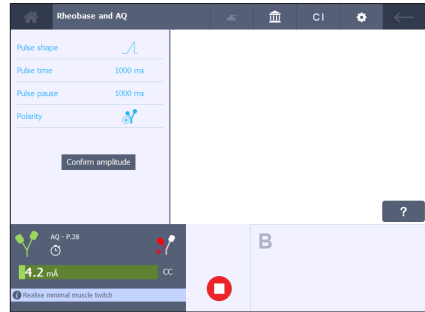 Rheobase and AQ
CI
Pulse shape
Pulse time 1000 ms
Pulse pause 1000 ms
Polarity
Confirm amplitude
?
AQ - P.28
4.2 mA CC
Realise minimal muscle twitch
B